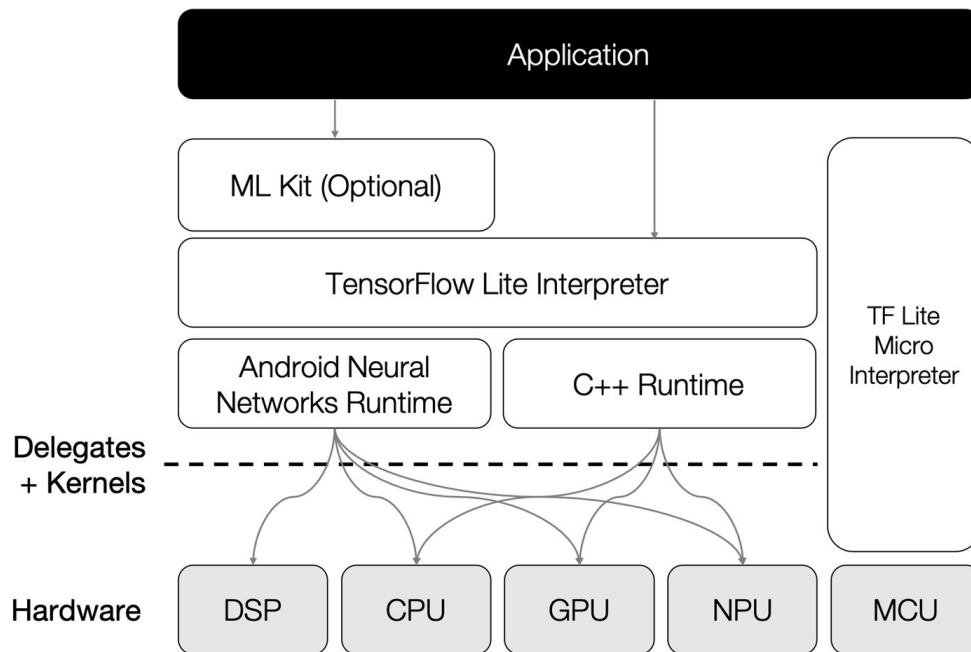 Application
ML Kit (Optional)
TensorFlow Lite Interpreter
TF Lite
Micro
Interpreter
Android Neural
Networks Runtime
C++ Runtime
Delegates
+ Kernels
Hardware
DSP
CPU
GPU
NPU
MCU